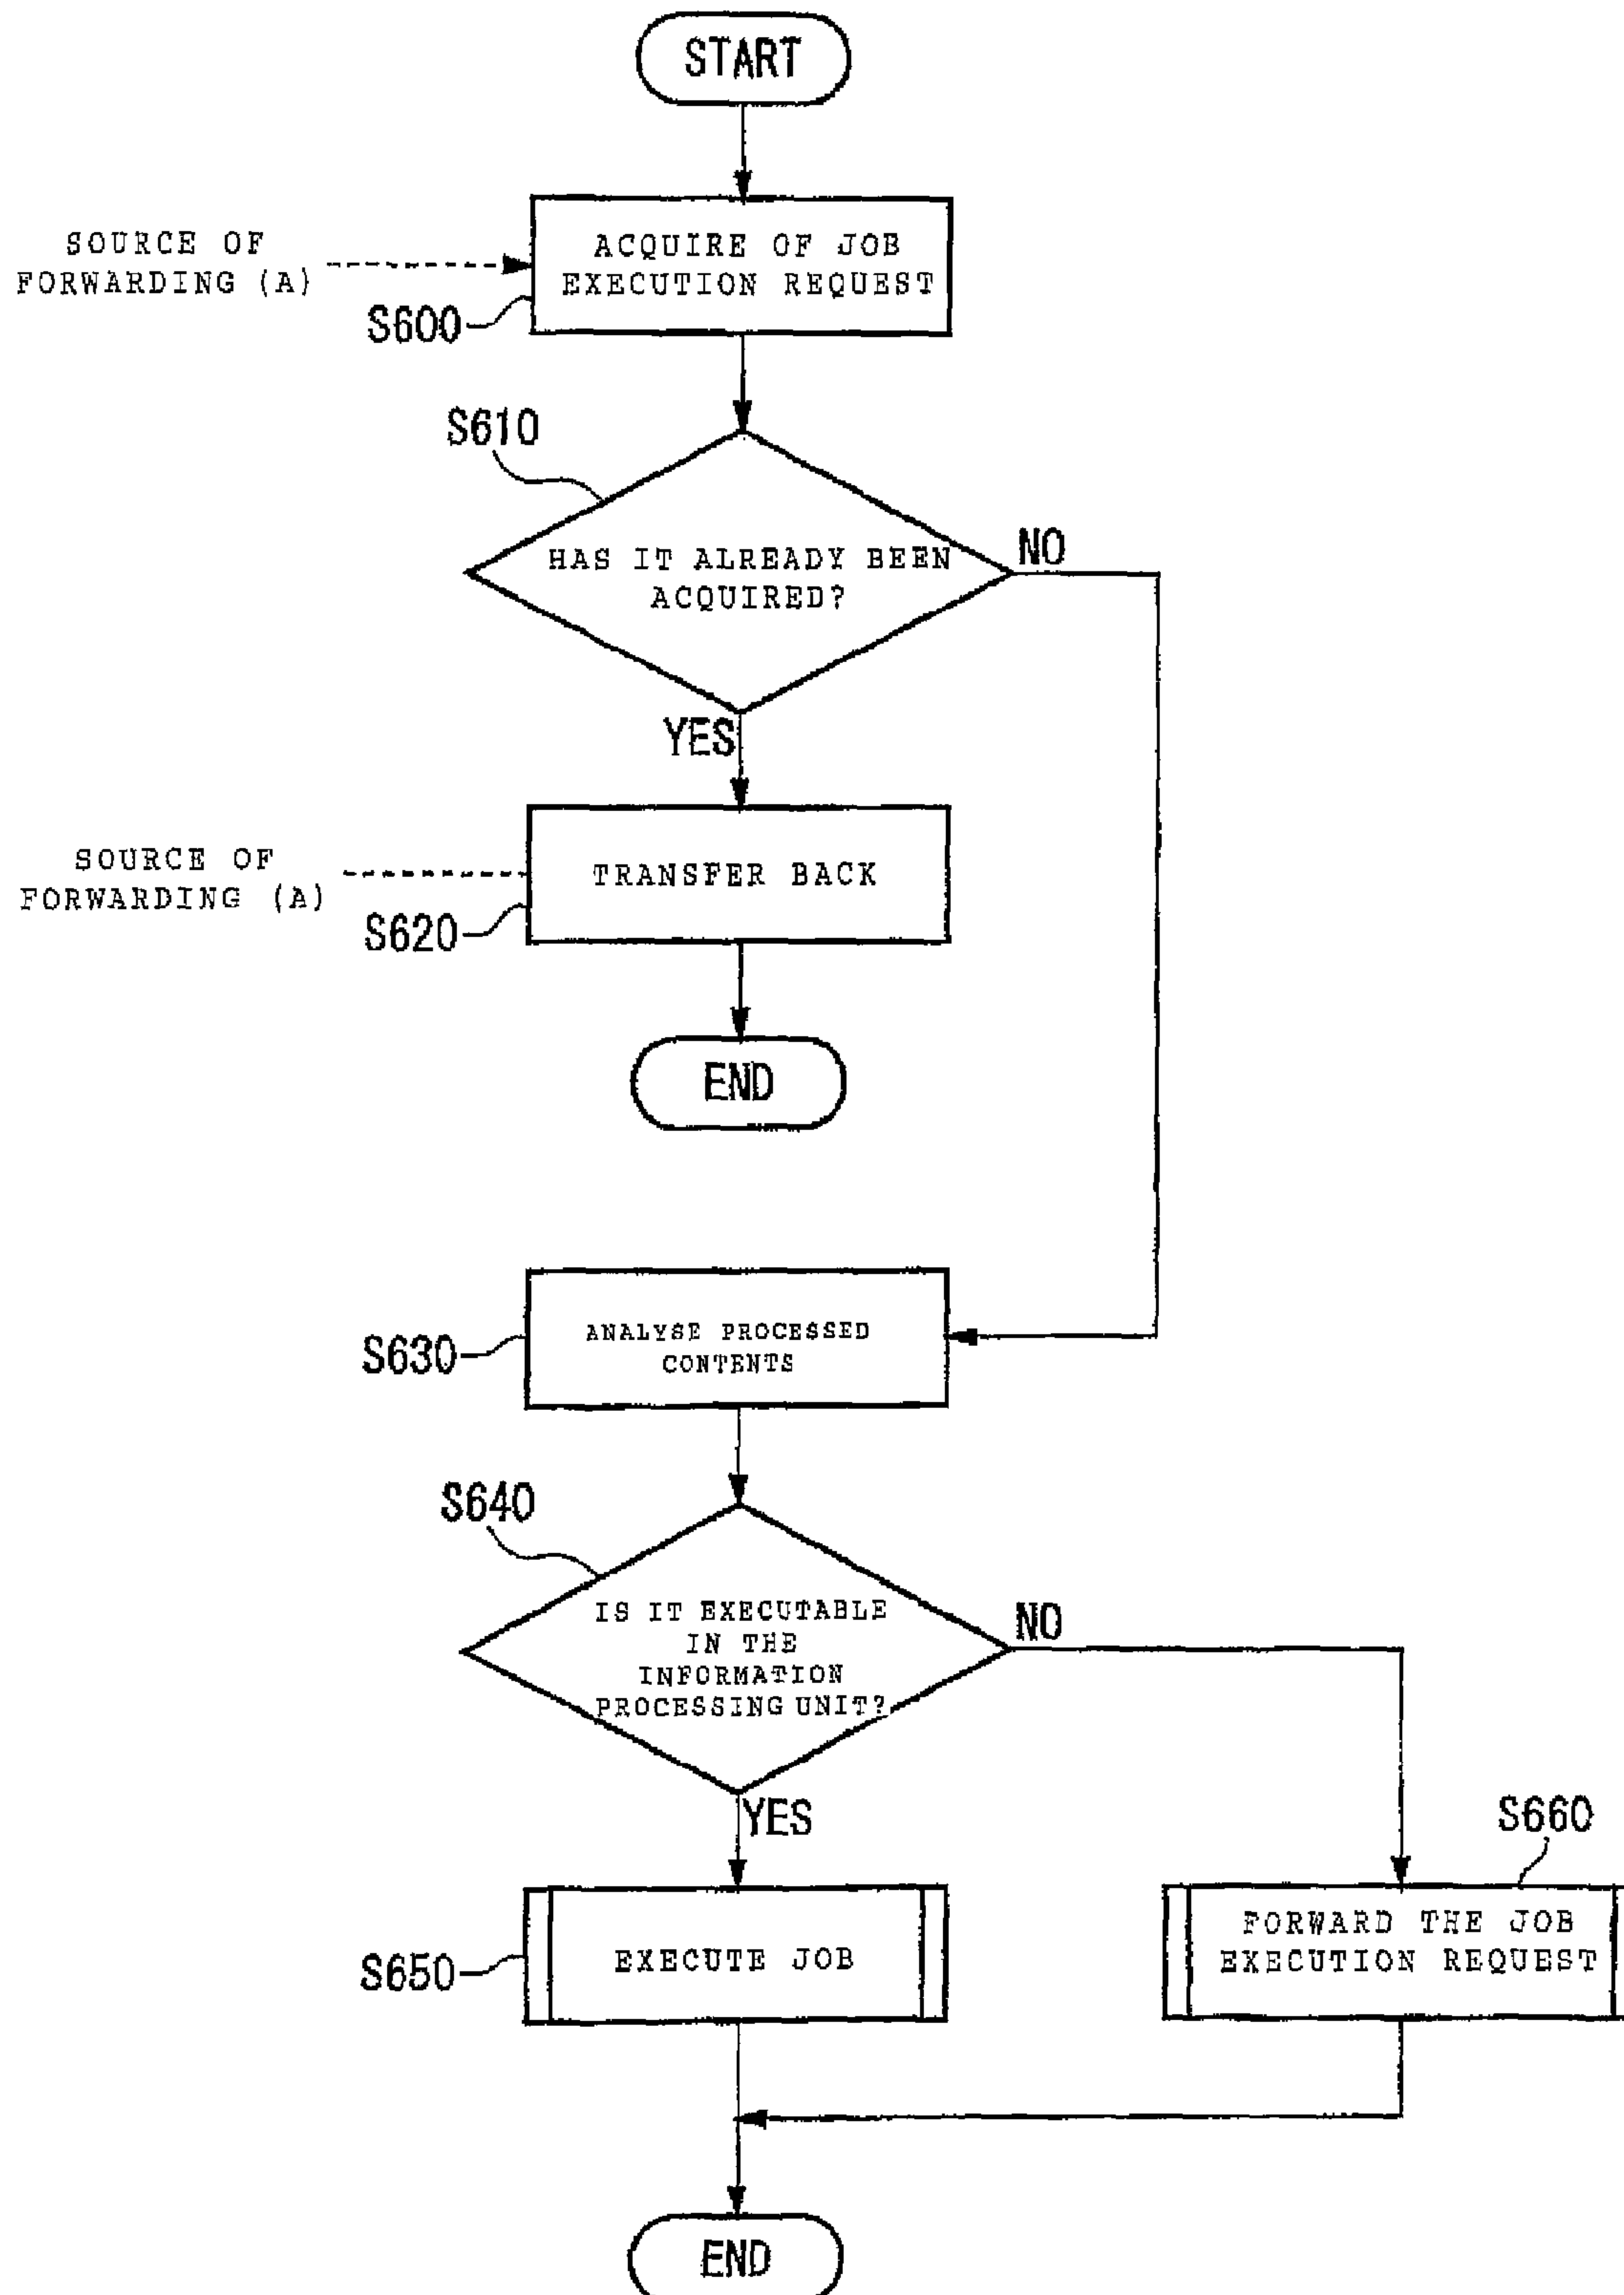 START
SOURCE OF
FORWARDING (A)
ACQUIRE OF JOB
EXECUTION REQUEST
S600
S610
HAS IT ALREADY BEEN
ACQUIRED?
NO
YES
SOURCE OF
FORWARDING (A)
TRANSFER BACK
S620
END
ANALYSE PROCESSED
CONTENTS
S630
S640
IS IT EXECUTABLE
IN THE
INFORMATION
PROCESSING UNIT?
NO
YES
S660
EXECUTE JOB
S650
FORWARD THE JOB
EXECUTION REQUEST
END